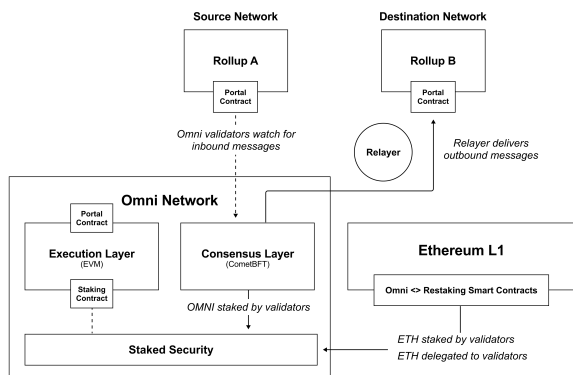 Source Network
Destination Network
Rollup A
Rollup B
Portal
Contract
Portal
Contract
Omni validators watch for
inbound messages
Relayer
Relayer delivers
outbound messages
Omni Network
Portal
Contract
Execution Layer
(EVM)
Staking
Contract
Consensus Layer
(CometBFT)
Ethereum L1
Omni <> Restaking Smart Contracts
OMNI staked by validators
Staked Security
ETH staked by validators
ETH delegated to validators